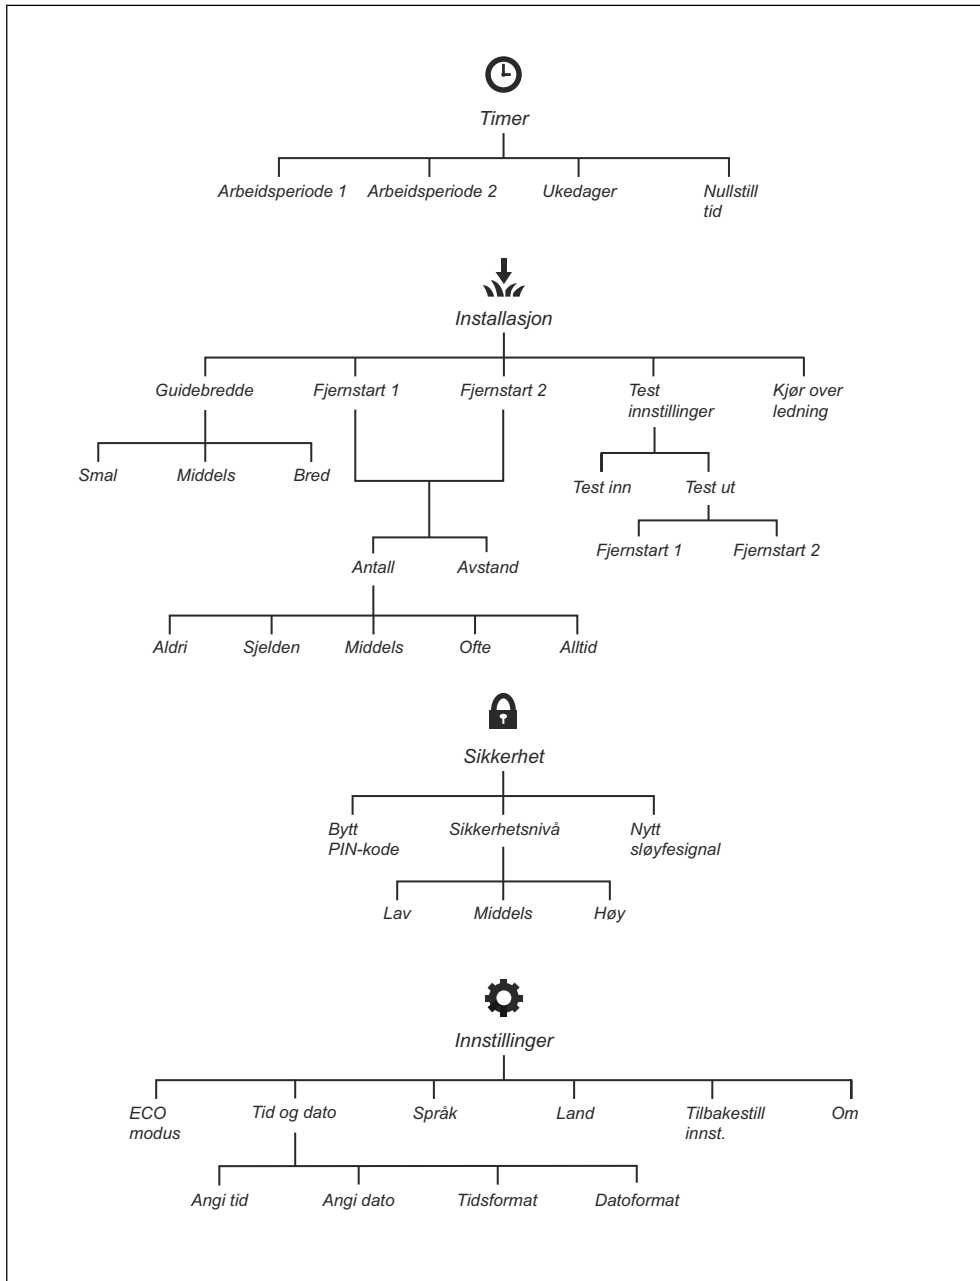 Timer
Arbeidsperiode 1 Arbeidsperiode 2 Ukedager Nullstill
tid
Installasjon
Guidebredde Fjernstart 1 Fjernstart 2 Test Kjør over
innstillinger ledning
Smal Middels Bred Test inn Test ut
Fjernstart 1 Fjernstart 2
Antall Avstand
Aldri Sjelden Middels Ofte Alltid
Sikkerhet
Bytt Sikkerhetsnivå Nytt
PIN-kode sløyfesignal
Lav Middels Høy
Innstillinger
ECO Tid og dato Språk Land Tilbakestill Om
modus innst.
Angi tid Angi dato Tidsformat Datoformat